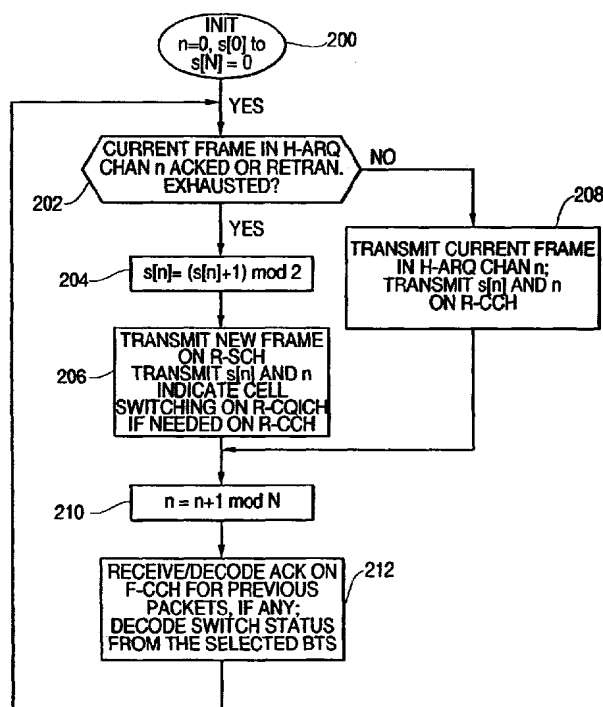 INIT
n=0, s[0] to
s[N] = 0
200
YES
CURRENT FRAME IN H-ARQ
CHAN n ACKED OR RETRAN.
EXHAUSTED?
202
NO
YES
208
TRANSMIT CURRENT FRAME
IN H-ARQ CHAN n;
TRANSMIT s[n] AND n
ON R-CCH
204
s[n]= (s[n]+1) mod 2
206
TRANSMIT NEW FRAME
ON R-SCH
TRANSMIT s[n] AND n
INDICATE CELL
SWITCHING ON R-CQICH
IF NEEDED ON R-CCH
210
n = n+1 mod N
212
RECEIVE/DECODE ACK ON
F-CCH FOR PREVIOUS
PACKETS, IF ANY;
DECODE SWITCH STATUS
FROM THE SELECTED BTS